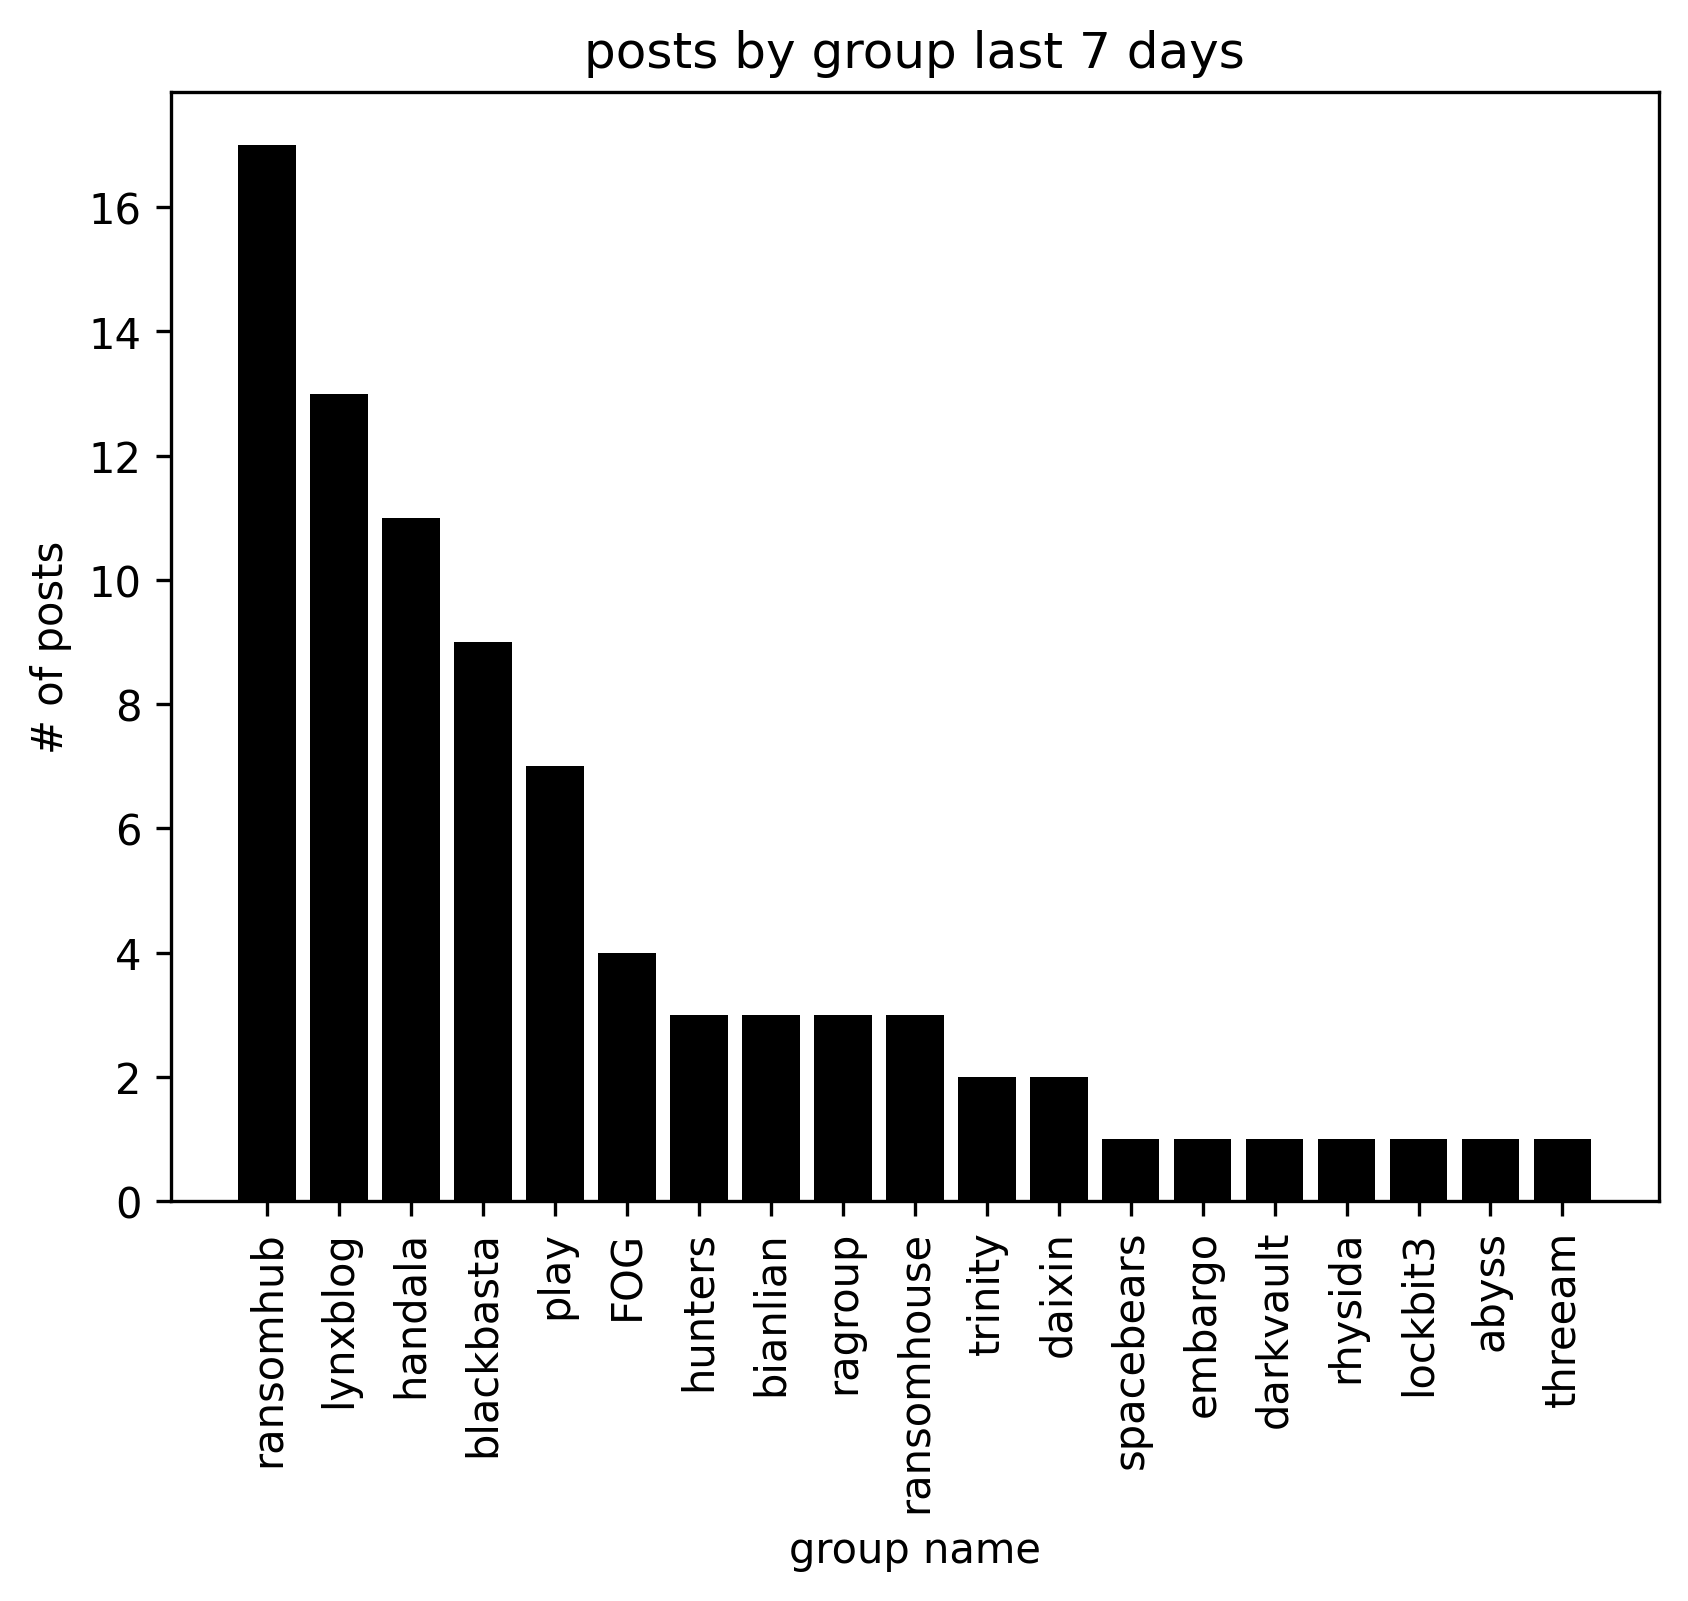 posts by group last 7 days
16
14
12
10
8
6
4
2
0
# of posts
ransomhub
lynxblog
handala
blackbasta
play
FOG
hunters
bianlian
ragroup
ransomhouse
trinity
daixin
spacebears
embargo
darkvault
rhysida
lockbit3
abyss
threeam
group name